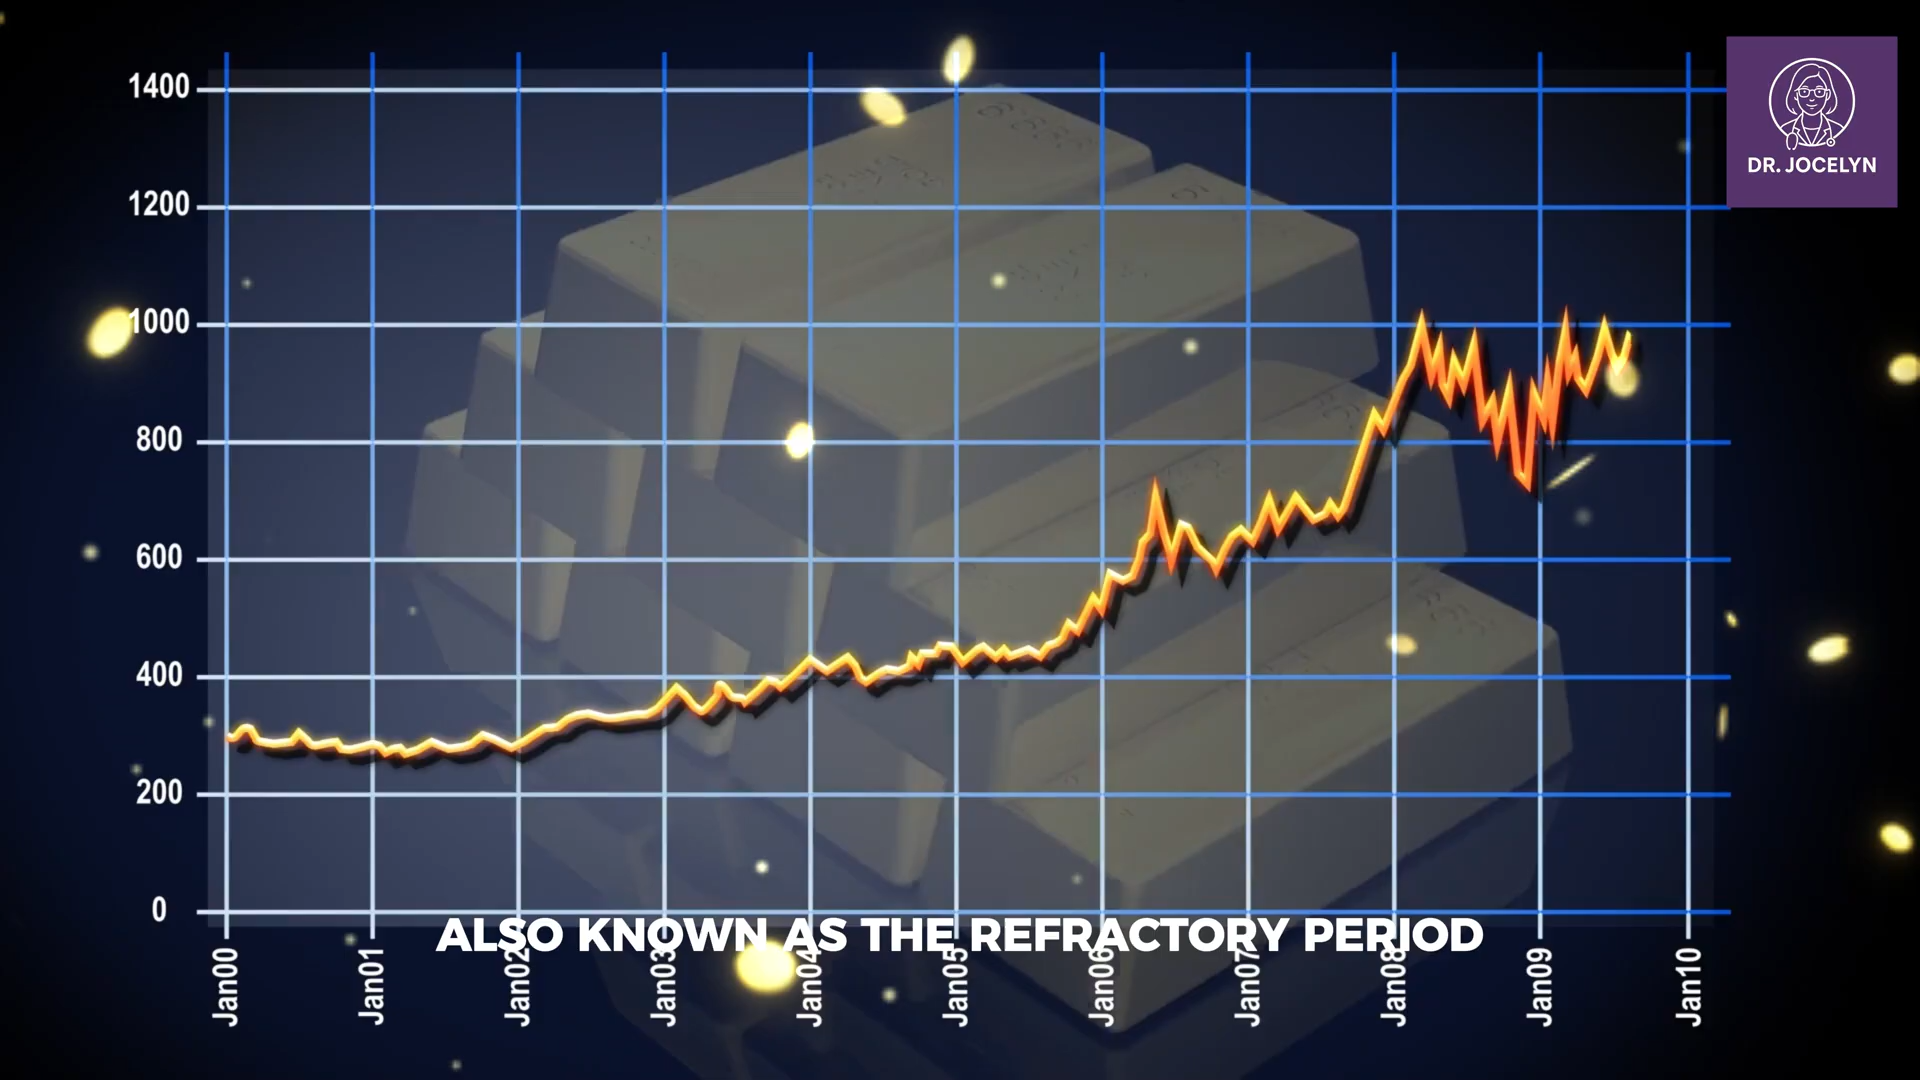 1400
1200
1000
800
600
400
200
0
DR. JOCELYN
ALSO KNOWN AS THE REFRACTORY PERIOD
Jan00
Jan01
Jan02
Jan03
Jan04
Jan05
Jan06
Jan07
Jan08
Jan09
Jan10